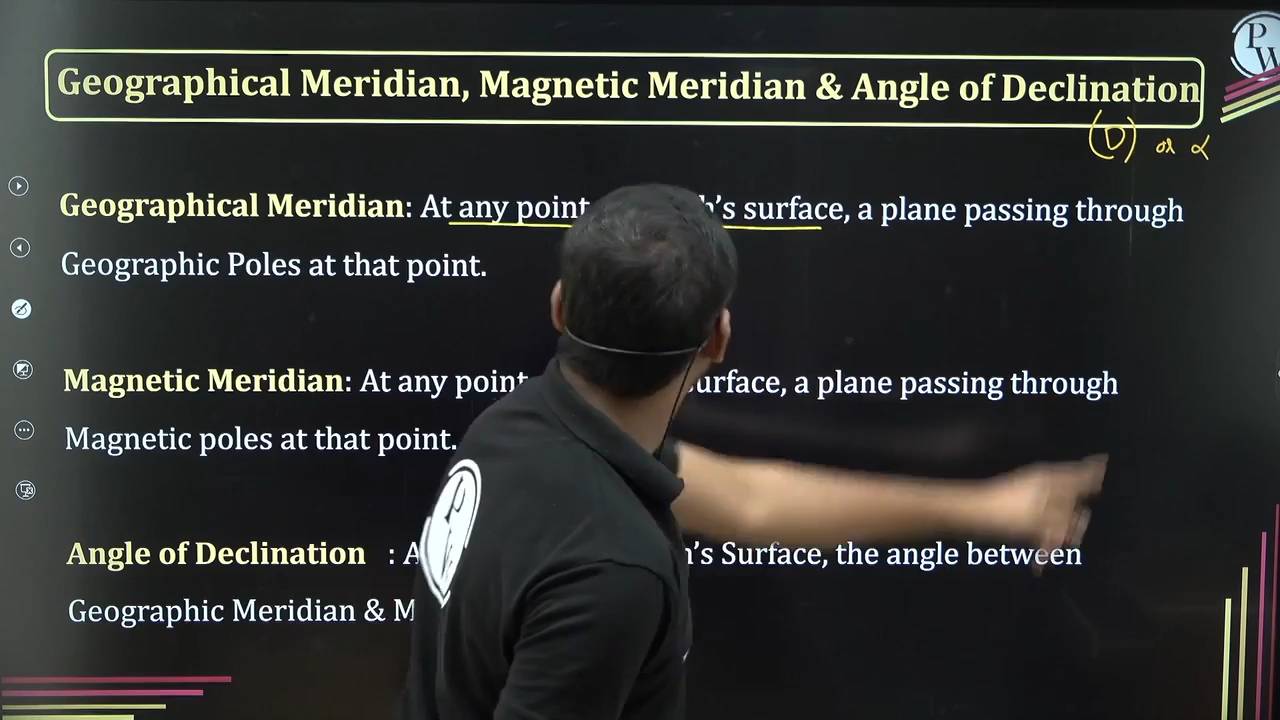 Geographical Meridian, Magnetic Meridian & Angle of Declination
PW
(D) or α
Geographical Meridian: At any point 's surface, a plane passing through
Geographic Poles at that point.
Magnetic Meridian: At any point surface, a plane passing through
Magnetic poles at that point.
Angle of Declination : A 's Surface, the angle between
Geographic Meridian & M